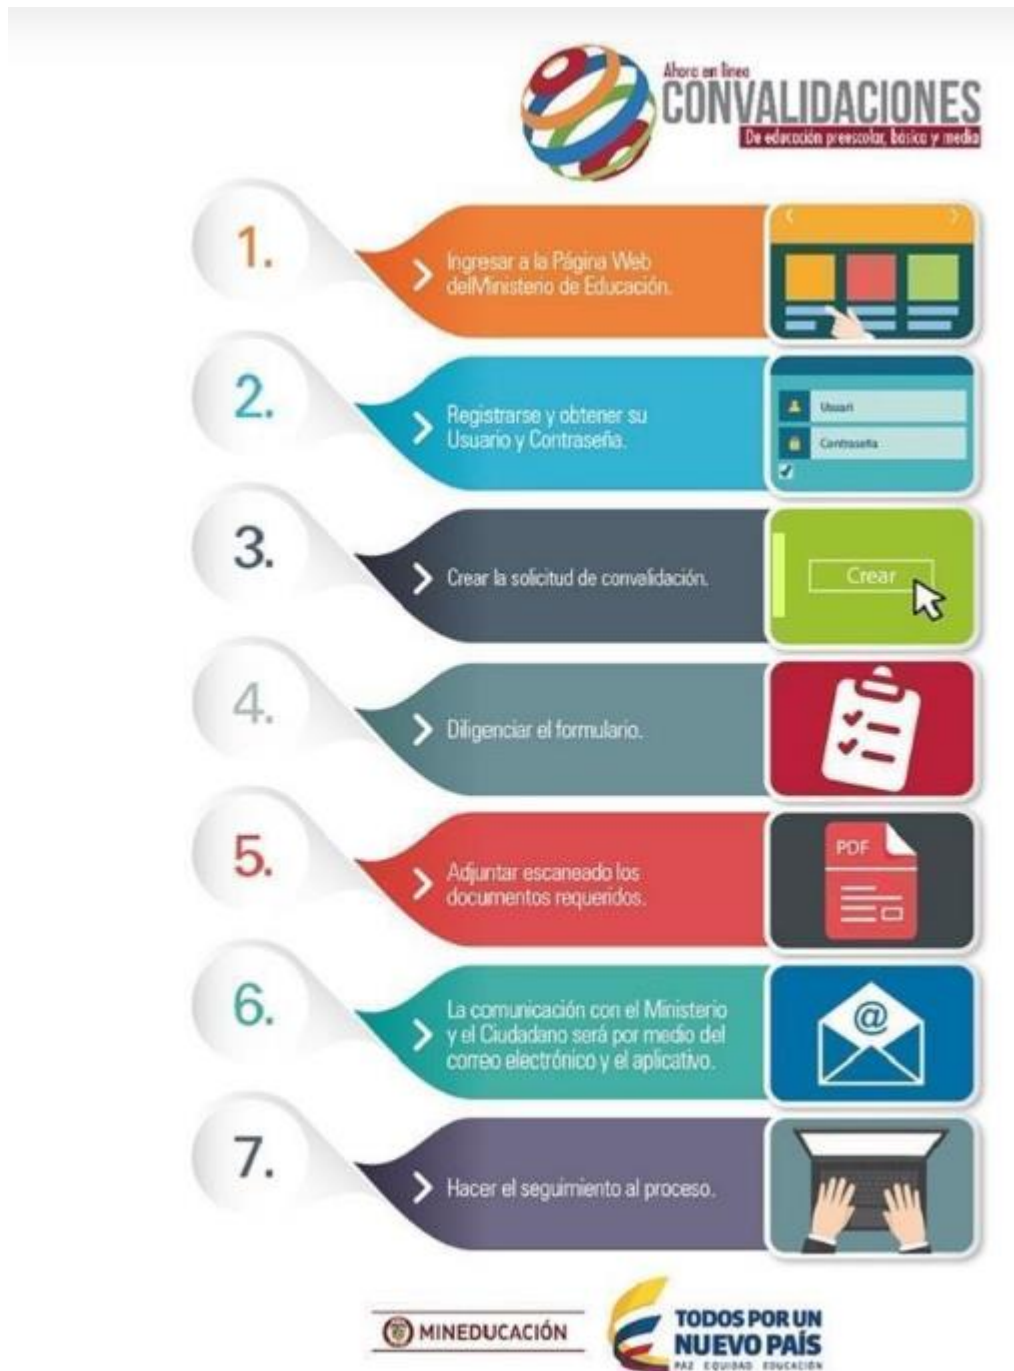 Ahora en línea
CONVALIDACIONES
De educación preescolar, básica y media
1.
Ingresar a la Página Web
delMinisterio de Educación.
2.
Registrarse y obtener su
Usuario y Contraseña.
Usuari
Contraseña
3.
Crear la solicitud de convalidación.
Crear
4.
Diligenciar el formulario.
5.
Adjuntar escaneado los
documentos requeridos.
PDF
6.
La comunicación con el Ministerio
y el Ciudadano será por medio del
correo electrónico y el aplicativo.
@
7.
Hacer el seguimiento al proceso.
MINEDUCACIÓN
TODOS POR UN
NUEVO PAÍS
PAZ EQUIDAD EDUCACIÓN